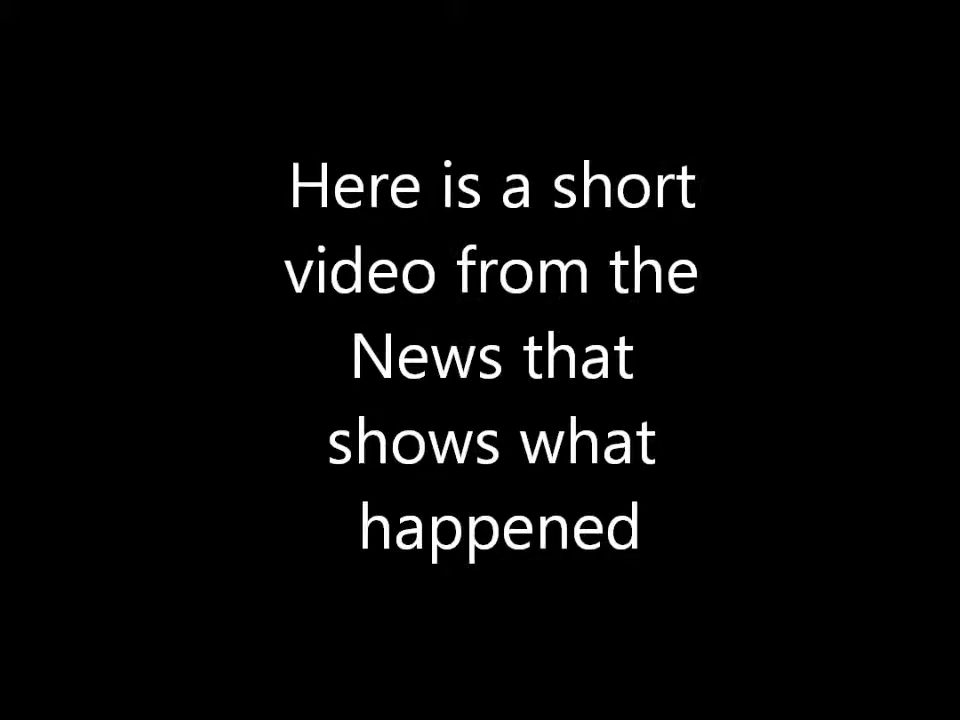 Here is a short
video from the
News that
shows what
happened